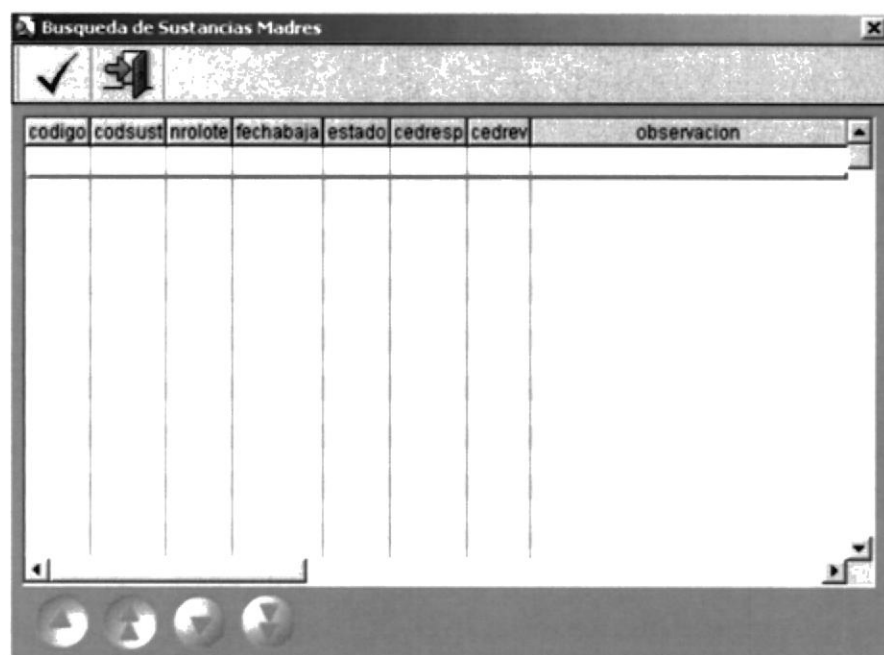 Busqueda de Sustancias Madres
codigo codsust nrolote fechabaja estado cedresp cedrev observacion